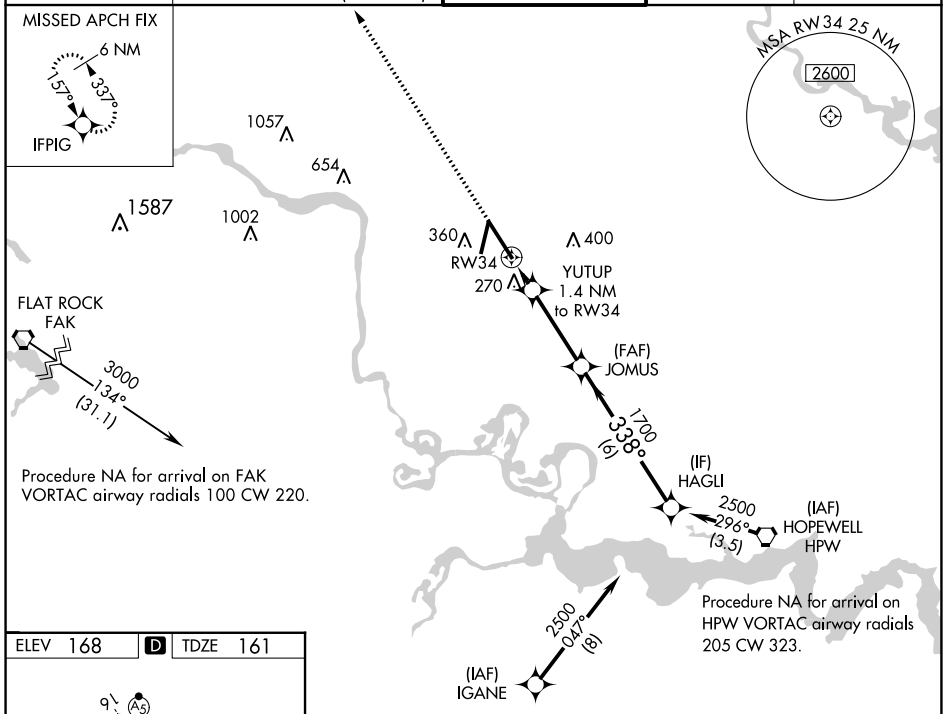 MISSED APCH FIX
6 NM
157°
337°
IFPIG
MSA RW34 25 NM
2600
1057
654
1587
1002
360
400
RW34
270
YUTUP
1.4 NM
to RW34
FLAT ROCK
FAK
3000
134°
(31.1)
(FAF)
JOMUS
1700
338°
(6)
Procedure NA for arrival on FAK
VORTAC airway radials 100 CW 220.
(IF)
HAGLI
2500
296°
(3.5)
(IAF)
HOPEWELL
HPW
Procedure NA for arrival on
HPW VORTAC airway radials
205 CW 323.
2500
047°
(8)
(IAF)
IGANE
ELEV 168 D TDZE 161
16
A5